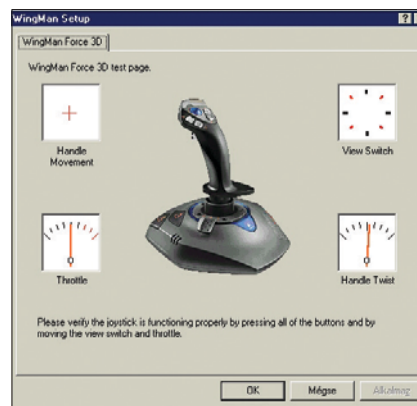 WingMan Setup
WingMan Force 3D
WingMan Force 3D test page.
Handle
Movement
View Switch
Throttle
Handle Twist
Please verify the joystick is functioning properly by pressing all of the buttons and by
moving the view switch and throttle.
OK
Mégse
Alkalmaz